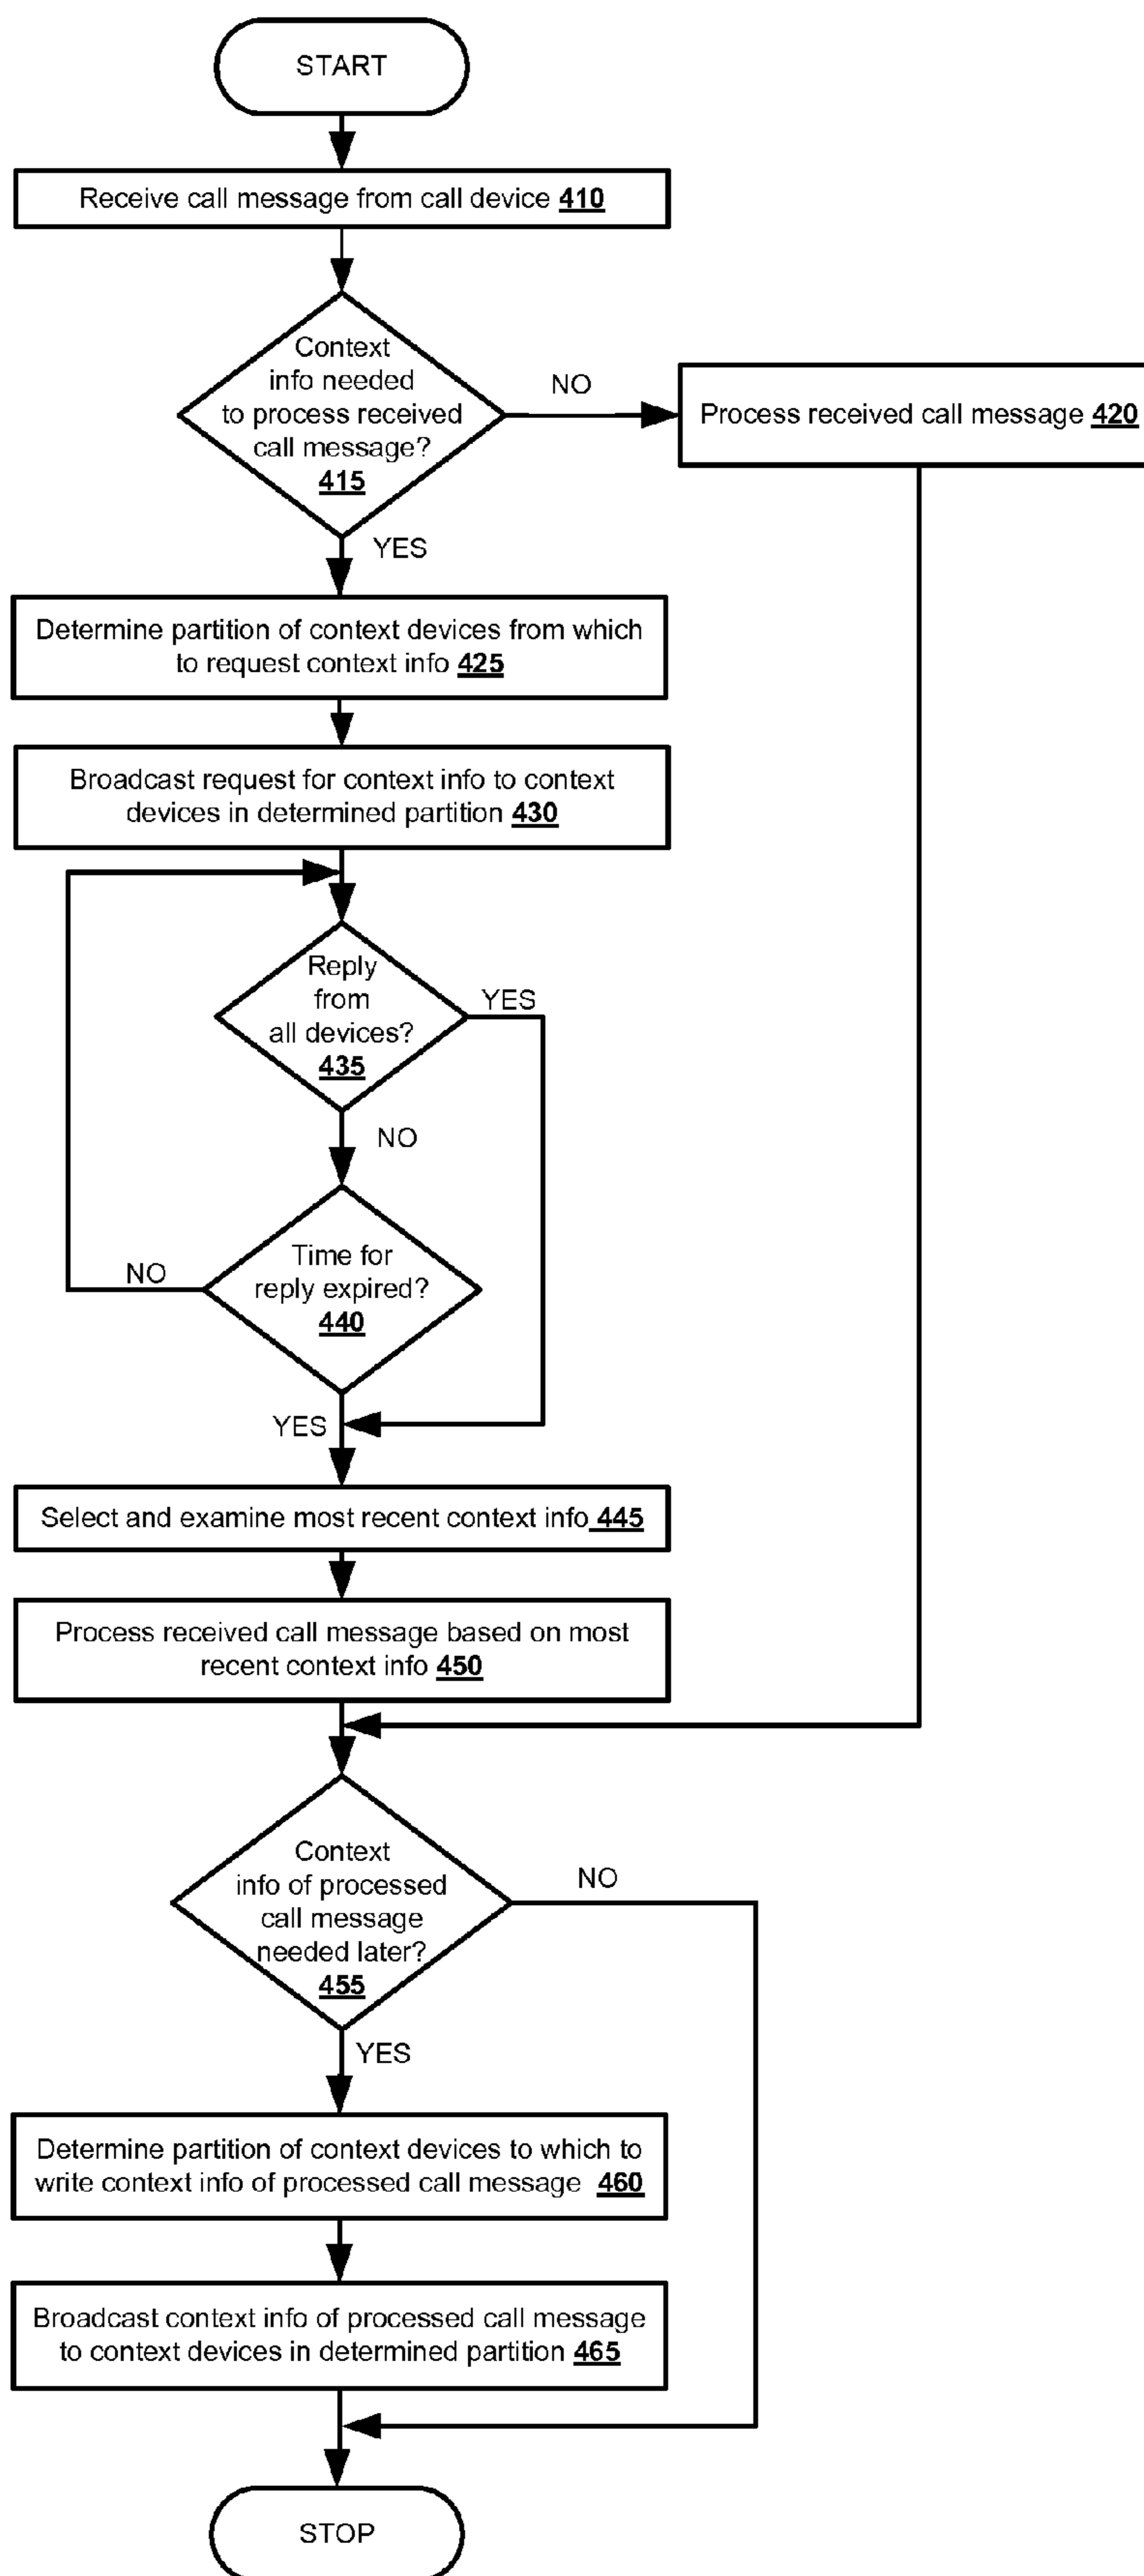 START
Receive call message from call device 410
Context
info needed
to process received
call message?
415
NO
Process received call message 420
YES
Determine partition of context devices from which
to request context info 425
Broadcast request for context info to context
devices in determined partition 430
Reply
from
all devices?
435
YES
NO
Time for
reply expired?
440
NO
YES
Select and examine most recent context info 445
Process received call message based on most
recent context info 450
Context
info of processed
call message
needed later?
455
NO
YES
Determine partition of context devices to which to
write context info of processed call message 460
Broadcast context info of processed call message
to context devices in determined partition 465
STOP